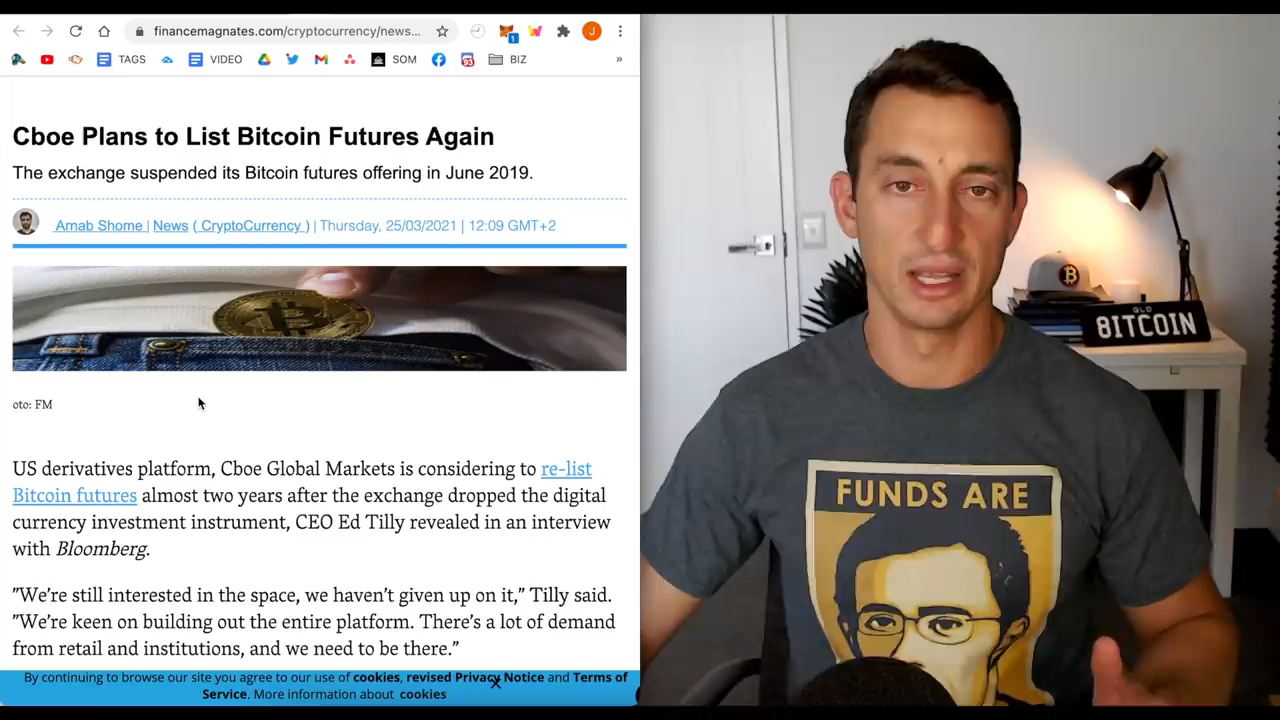 financemagnates.com/cryptocurrency/news...
1
J
TAGS
VIDEO
SOM
93
BIZ
»
Cboe Plans to List Bitcoin Futures Again
The exchange suspended its Bitcoin futures offering in June 2019.
Arnab Shome | News ( CryptoCurrency ) | Thursday, 25/03/2021 | 12:09 GMT+2
oto: FM
US derivatives platform, Cboe Global Markets is considering to re-list
Bitcoin futures almost two years after the exchange dropped the digital
currency investment instrument, CEO Ed Tilly revealed in an interview
with Bloomberg.
”We’re still interested in the space, we haven’t given up on it,” Tilly said.
”We’re keen on building out the entire platform. There’s a lot of demand
from retail and institutions, and we need to be there.”
By continuing to browse our site you agree to our use of cookies, revised Privacy Notice and Terms of
Service. More information about cookies
QLD
8ITCOIN
FUNDS ARE